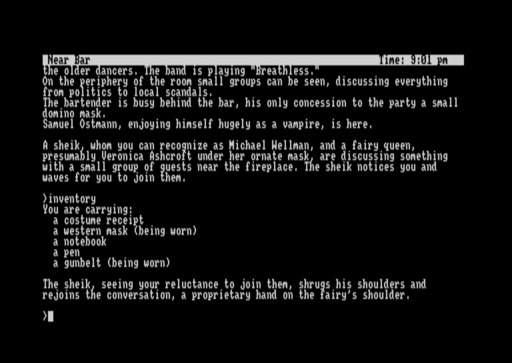 Near Bar Time: 9:01 pm
the older dancers. The band is playing "Breathless."
On the periphery of the room small groups can be seen, discussing everything
from politics to local scandals.
The bartender is busy behind the bar, his only concession to the party a small
domino mask.
Samuel Ostmann, enjoying himself hugely as a vampire, is here.
A sheik, whom you can recognize as Michael Wellman, and a fairy queen,
presumably Veronica Ashcroft under her ornate mask, are discussing something
with a small group of guests near the fireplace. The sheik notices you and
waves for you to join them.
>inventory
You are carrying:
a costume receipt
a western mask (being worn)
a notebook
a pen
a gunbelt (being worn)
The sheik, seeing your reluctance to join them, shrugs his shoulders and
rejoins the conversation, a proprietary hand on the fairy's shoulder.
>